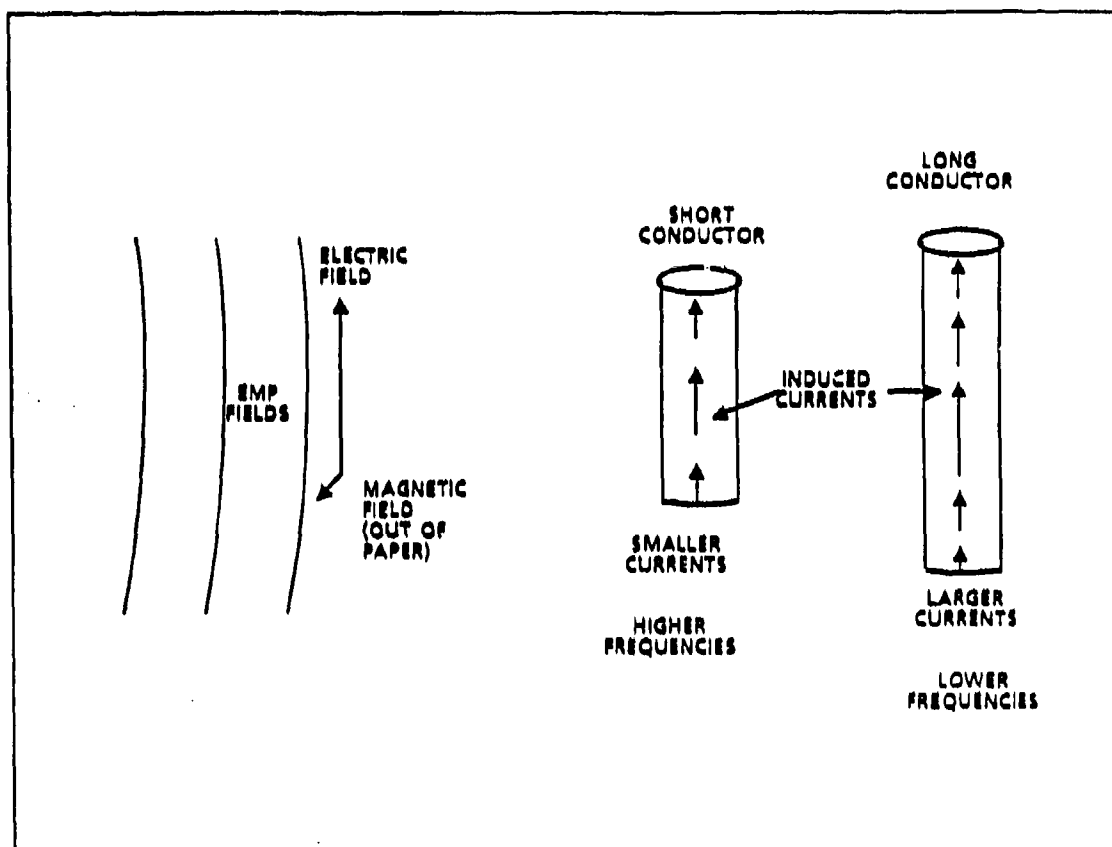 ELECTRIC
FIELD
EMP
FIELDS
MAGNETIC
FIELD
(OUT OF
PAPER)
SHORT
CONDUCTOR
LONG
CONDUCTOR
INDUCED
CURRENTS
SMALLER
CURRENTS
HIGHER
FREQUENCIES
LARGER
CURRENTS
LOWER
FREQUENCIES